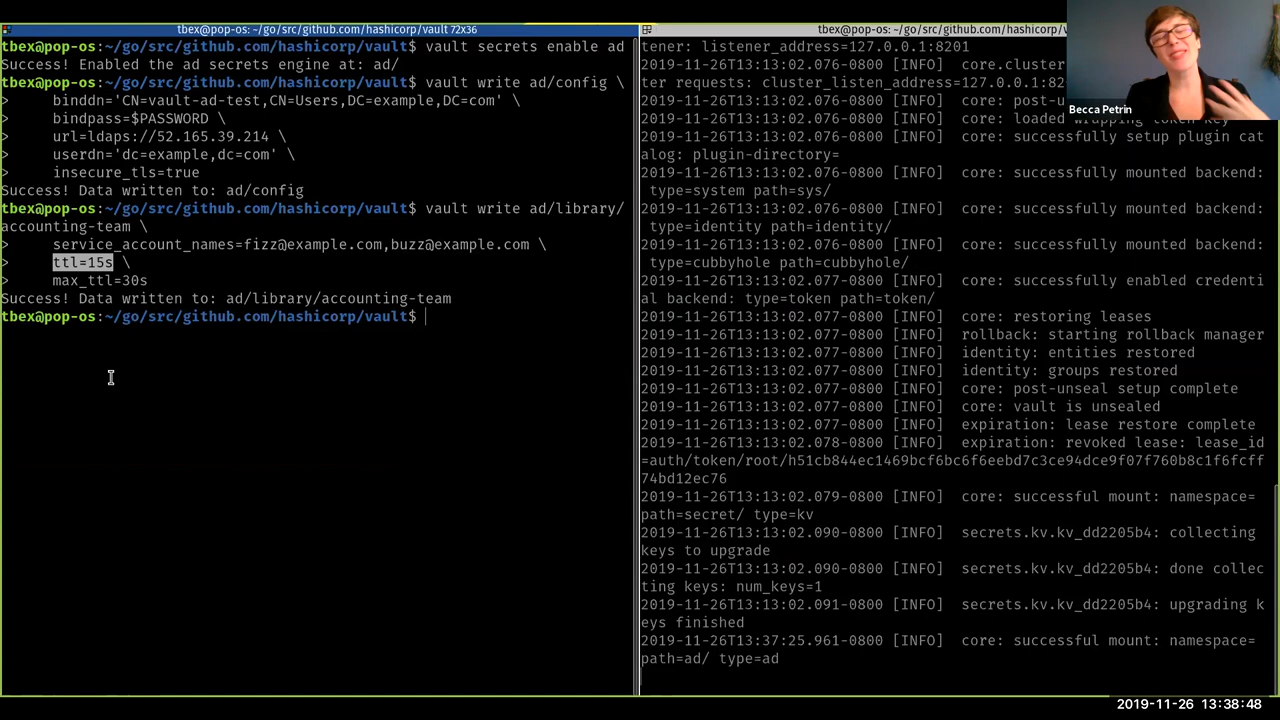 tbex@pop-os: ~/go/src/github.com/hashicorp/vault 72x36
tbex@pop-os:~/go/src/github.com/hashicorp/vault$ vault secrets enable ad
Success! Enabled the ad secrets engine at: ad/
tbex@pop-os:~/go/src/github.com/hashicorp/vault$ vault write ad/config \
>     binddn='CN=vault-ad-test,CN=Users,DC=example,DC=com' \
>     bindpass=$PASSWORD \
>     url=ldaps://52.165.39.214 \
>     userdn='dc=example,dc=com' \
>     insecure_tls=true
Success! Data written to: ad/config
tbex@pop-os:~/go/src/github.com/hashicorp/vault$ vault write ad/library/
accounting-team \
>     service_account_names=fizz@example.com,buzz@example.com \
>     ttl=15s \
>     max_ttl=30s
Success! Data written to: ad/library/accounting-team
tbex@pop-os:~/go/src/github.com/hashicorp/vault$
tbex@pop-os: ~/go/src/github.com/hashicorp/
tener: listener_address=127.0.0.1:8201
2019-11-26T13:13:02.076-0800 [INFO]  core.cluster
ter requests: cluster_listen_address=127.0.0.1:82
2019-11-26T13:13:02.076-0800 [INFO]  core: post-u
2019-11-26T13:13:02.076-0800 [INFO]  core: loaded wrapping token key
2019-11-26T13:13:02.076-0800 [INFO]  core: successfully setup plugin cat
alog: plugin-directory=
2019-11-26T13:13:02.076-0800 [INFO]  core: successfully mounted backend:
 type=system path=sys/
2019-11-26T13:13:02.076-0800 [INFO]  core: successfully mounted backend:
 type=identity path=identity/
2019-11-26T13:13:02.076-0800 [INFO]  core: successfully mounted backend:
 type=cubbyhole path=cubbyhole/
2019-11-26T13:13:02.077-0800 [INFO]  core: successfully enabled credenti
al backend: type=token path=token/
2019-11-26T13:13:02.077-0800 [INFO]  core: restoring leases
2019-11-26T13:13:02.077-0800 [INFO]  rollback: starting rollback manager
2019-11-26T13:13:02.077-0800 [INFO]  identity: entities restored
2019-11-26T13:13:02.077-0800 [INFO]  identity: groups restored
2019-11-26T13:13:02.077-0800 [INFO]  core: post-unseal setup complete
2019-11-26T13:13:02.077-0800 [INFO]  core: vault is unsealed
2019-11-26T13:13:02.077-0800 [INFO]  expiration: lease restore complete
2019-11-26T13:13:02.078-0800 [INFO]  expiration: revoked lease: lease_id
=auth/token/root/h51cb844ec1469bcf6bc6f6eebd7c3ce94dce9f07f760b8c1f6fcff
74bd12ec76
2019-11-26T13:13:02.079-0800 [INFO]  core: successful mount: namespace=
path=secret/ type=kv
2019-11-26T13:13:02.090-0800 [INFO]  secrets.kv.kv_dd2205b4: collecting
keys to upgrade
2019-11-26T13:13:02.090-0800 [INFO]  secrets.kv.kv_dd2205b4: done collec
ting keys: num_keys=1
2019-11-26T13:13:02.091-0800 [INFO]  secrets.kv.kv_dd2205b4: upgrading k
eys finished
2019-11-26T13:37:25.961-0800 [INFO]  core: successful mount: namespace=
path=ad/ type=ad
Becca Petrin
2019-11-26 13:38:48